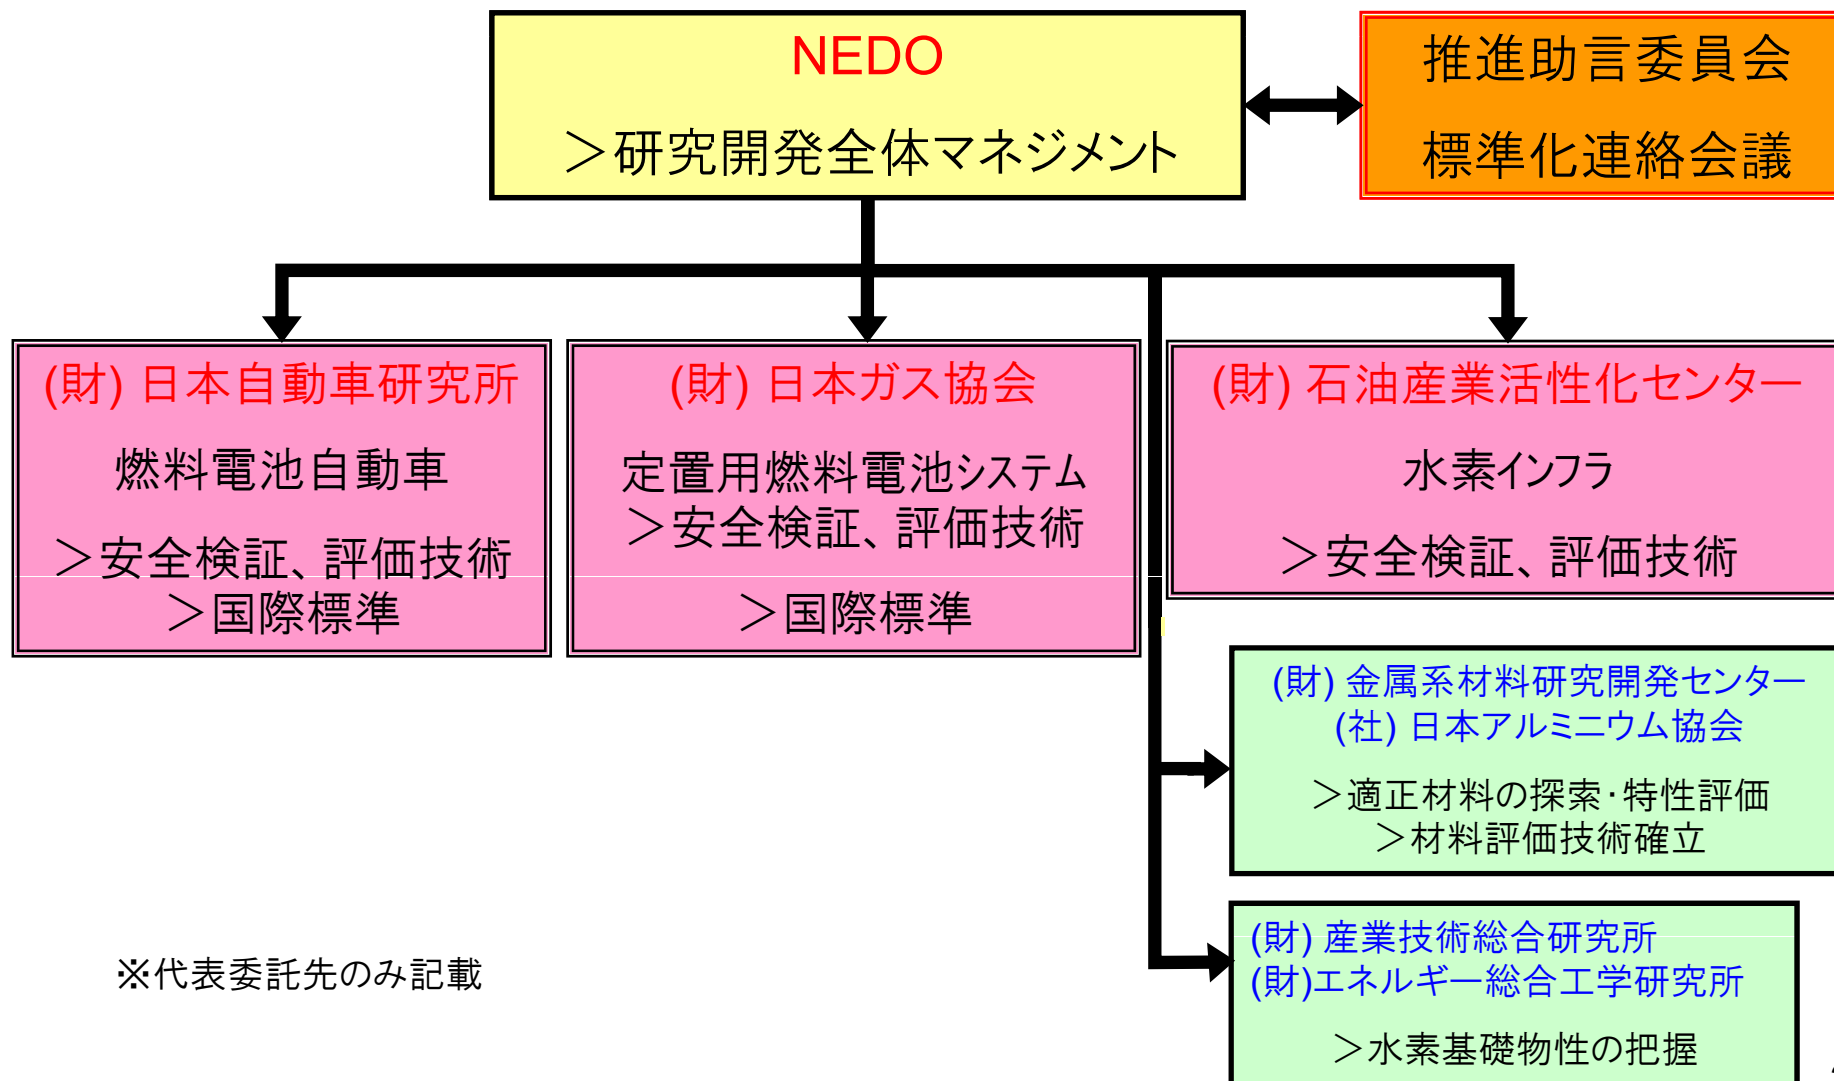 NEDO
＞研究開発全体マネジメント
推進助言委員会
標準化連絡会議
(財) 日本自動車研究所
燃料電池自動車
＞安全検証、評価技術
＞国際標準
(財) 日本ガス協会
定置用燃料電池システム
＞安全検証、評価技術
＞国際標準
(財) 石油産業活性化センター
水素インフラ
＞安全検証、評価技術
(財) 金属系材料研究開発センター
(社) 日本アルミニウム協会
＞適正材料の探索・特性評価
＞材料評価技術確立
(財) 産業技術総合研究所
(財)エネルギー総合工学研究所
＞水素基礎物性の把握
※代表委託先のみ記載